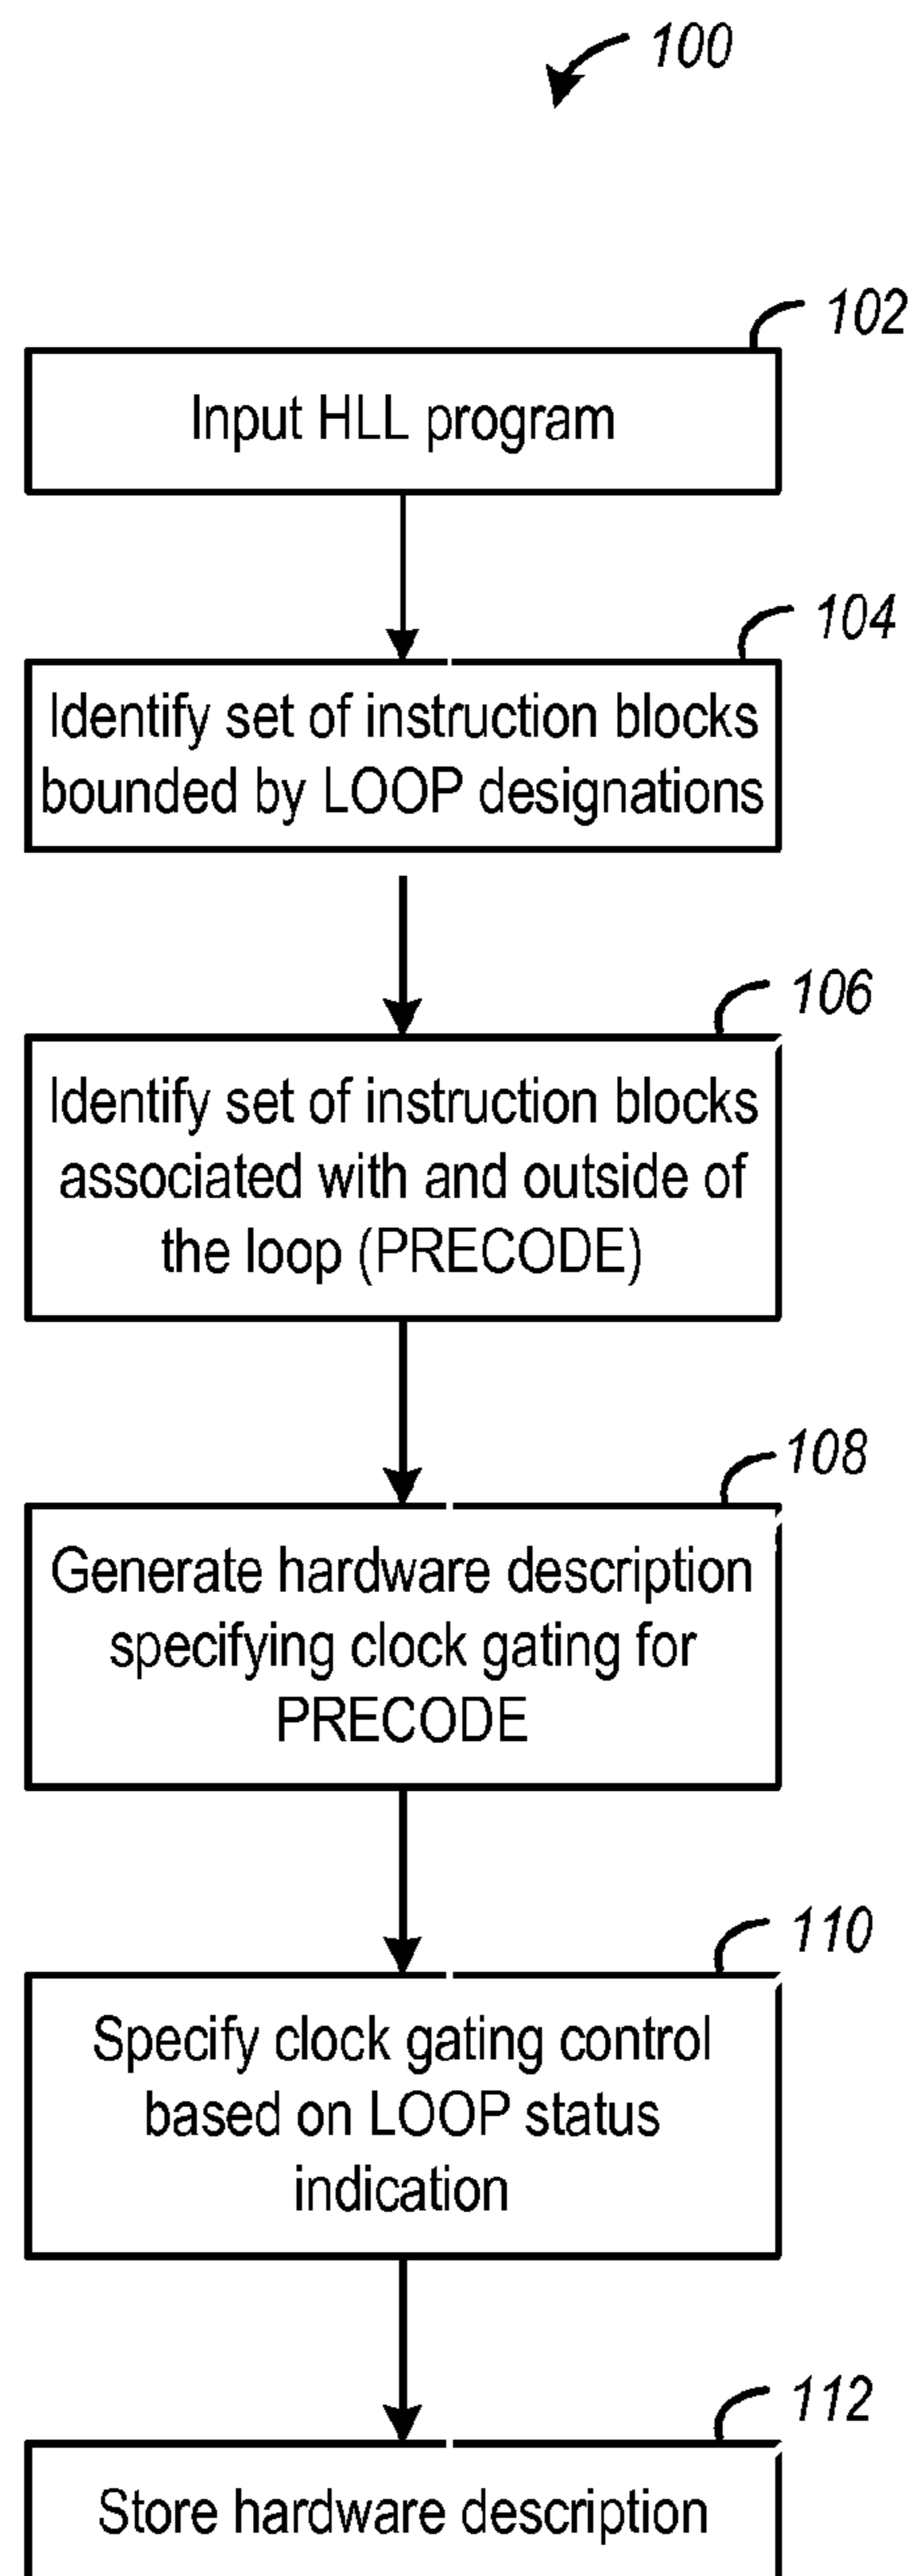 100
102
Input HLL program
104
Identify set of instruction blocks
bounded by LOOP designations
106
Identify set of instruction blocks
associated with and outside of
the loop (PRECODE)
108
Generate hardware description
specifying clock gating for
PRECODE
110
Specify clock gating control
based on LOOP status
indication
112
Store hardware description